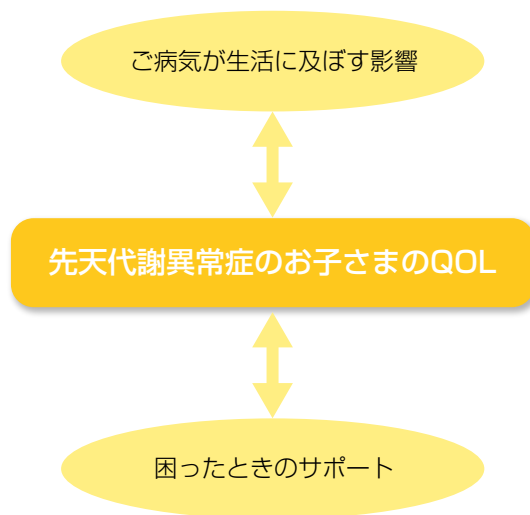 ご病気が生活に及ぼす影響
先天代謝異常症のお子さまのQOL
困ったときのサポート